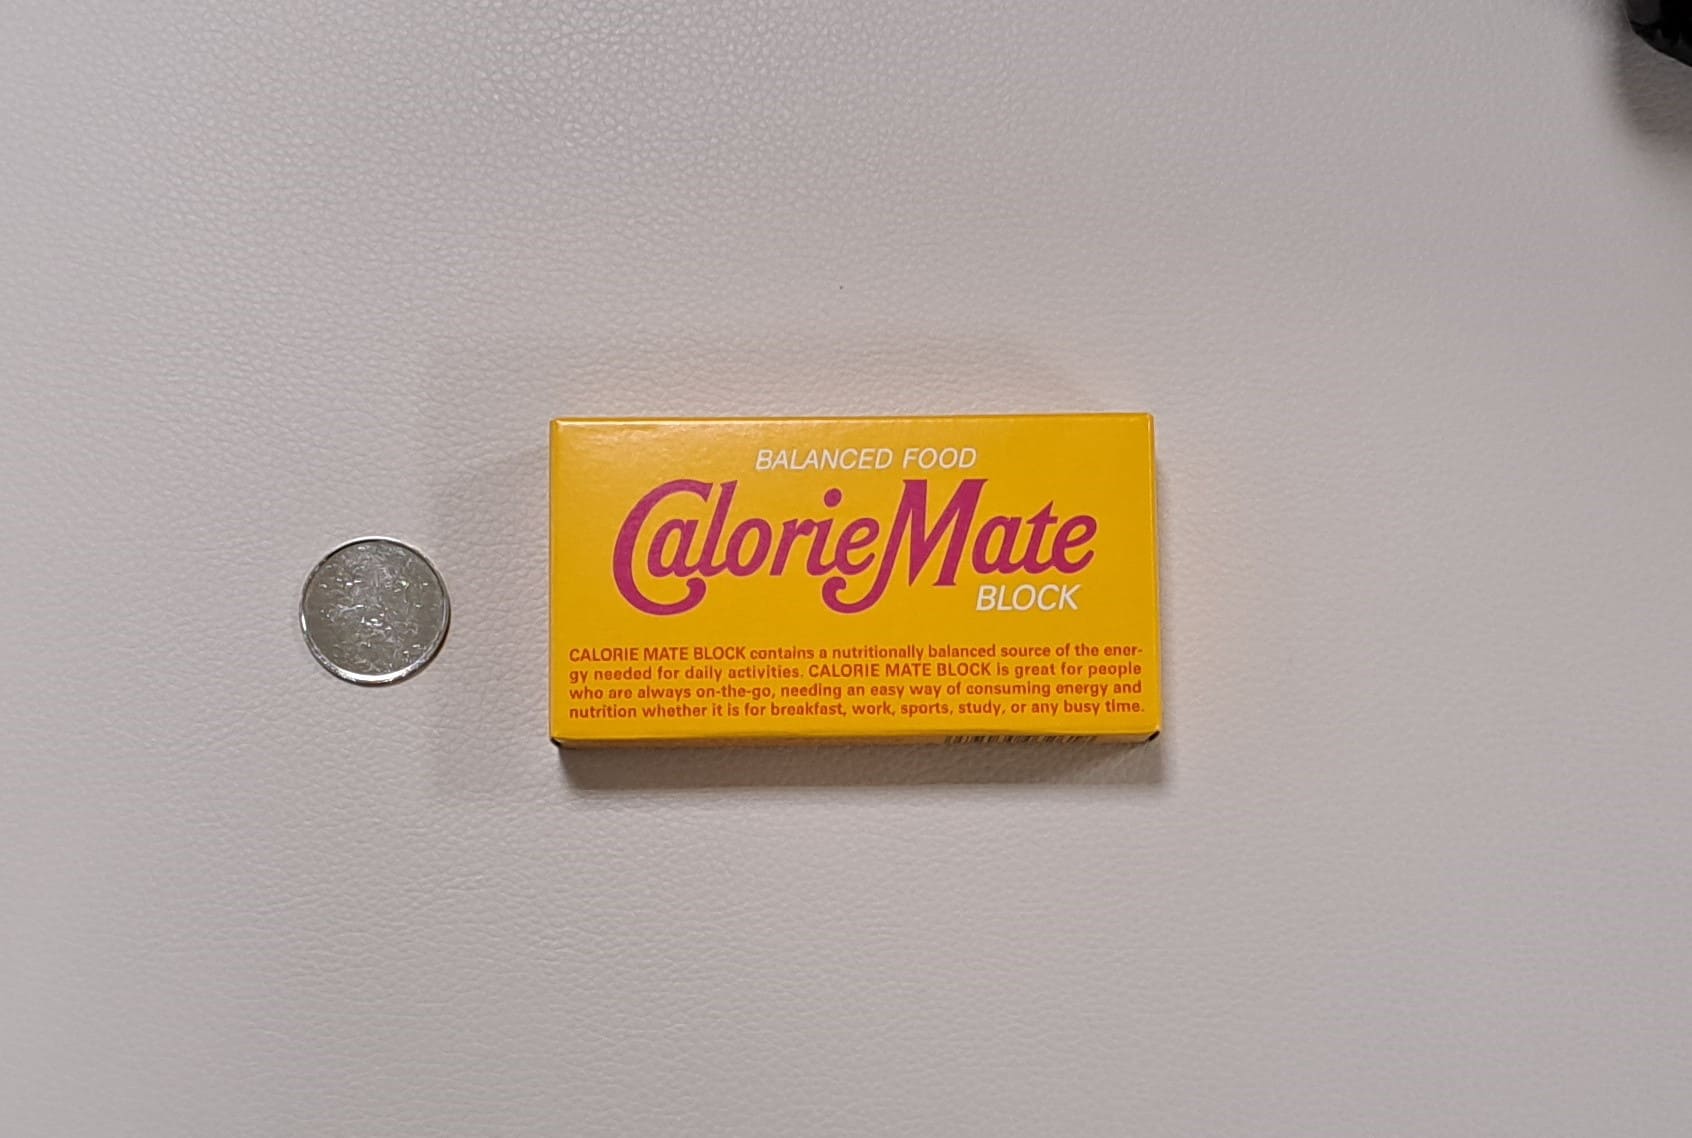 BALANCED FOOD
CalorieMate
BLOCK
CALORIE MATE BLOCK contains a nutritionally balanced source of the ener-
gy needed for daily activities. CALORIE MATE BLOCK is great for people
who are always on-the-go, needing an easy way of consuming energy and
nutrition whether it is for breakfast, work, sports, study, or any busy time.